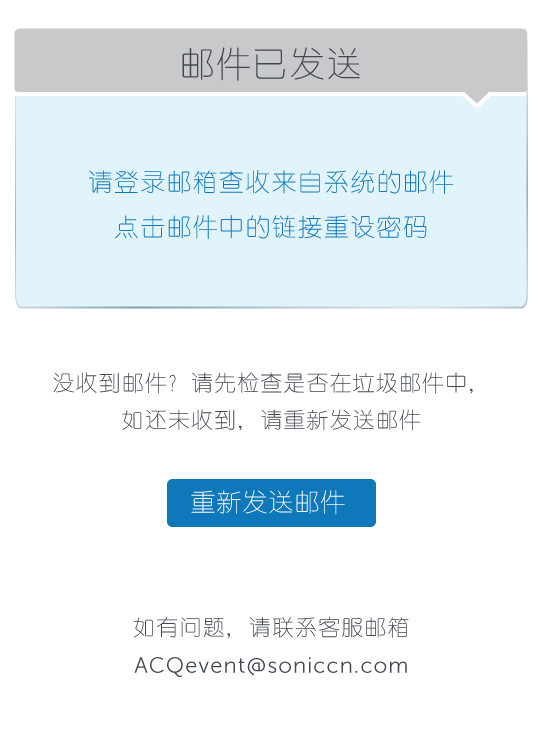 邮件已发送
请登录邮箱查收来自系统的邮件
点击邮件中的链接重设密码
没收到邮件？请先检查是否在垃圾邮件中，
如还未收到，请重新发送邮件
重新发送邮件
如有问题，请联系客服邮箱
ACQevent@soniccn.com